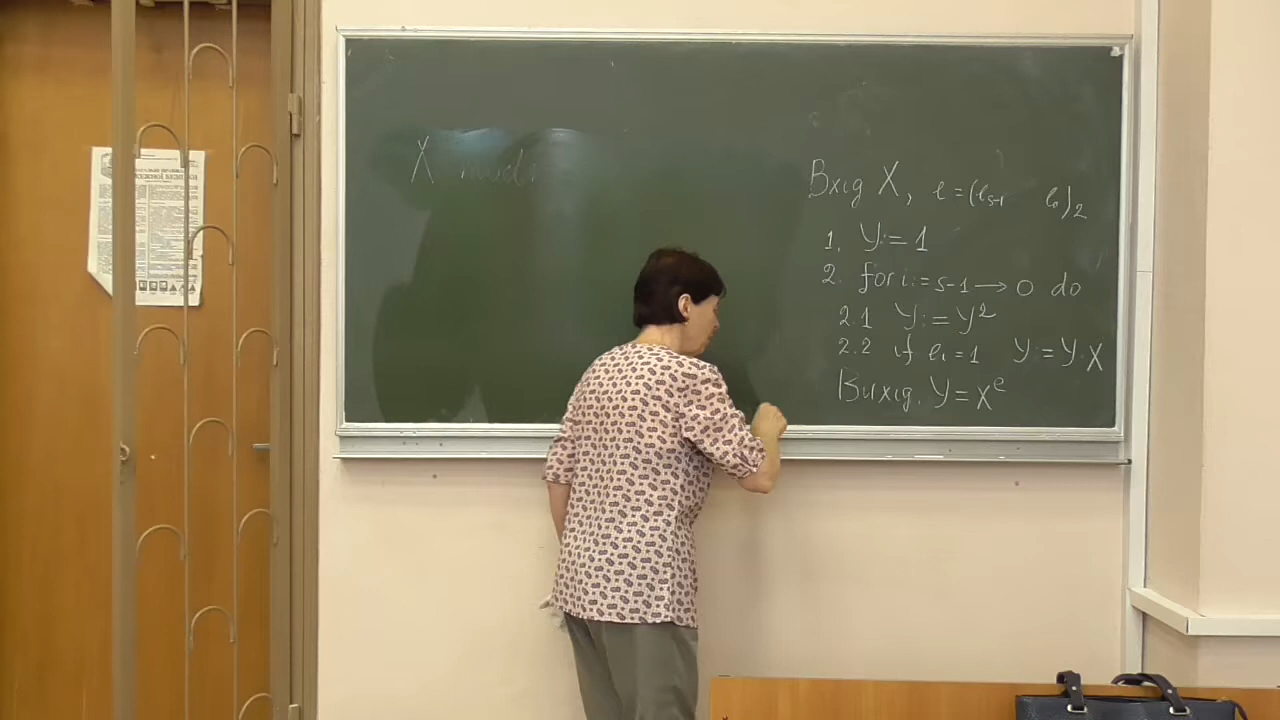 X mod
Вхід X, e = (e_{s-1} e_0)_2
1. Y := 1
2. for i := s-1 → 0 do
2.1 Y := Y²
2.2 if e_i = 1 Y := Y·X
Вихід. Y = X^e